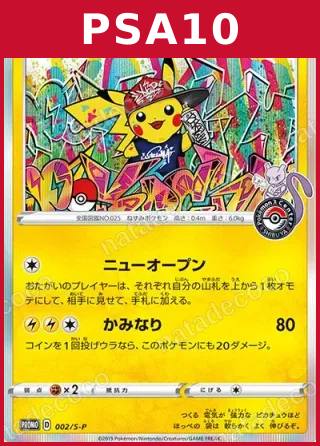 PSA10
全国図鑑NO.025 ねずみポケモン 高さ：0.4m 重さ：6.0kg
Pokémon Center
SHIBUYA
ニューオープン
おたがいのプレイヤーは、それぞれ自分の山札を上から1枚オモ
テにして、相手に見せて、手札に加える。
かみなり 80
コインを1回投げウラなら、このポケモンにも20ダメージ。
弱点 ×2 抵抗力 にげる
PROMO D 002/S-P
つくる 電気が 強力な ピカチュウほど
ほっぺの 袋は 軟らかく よく 伸びるぞ。
©2019 Pokémon/Nintendo/Creatures/GAME FREAK
natadecoco